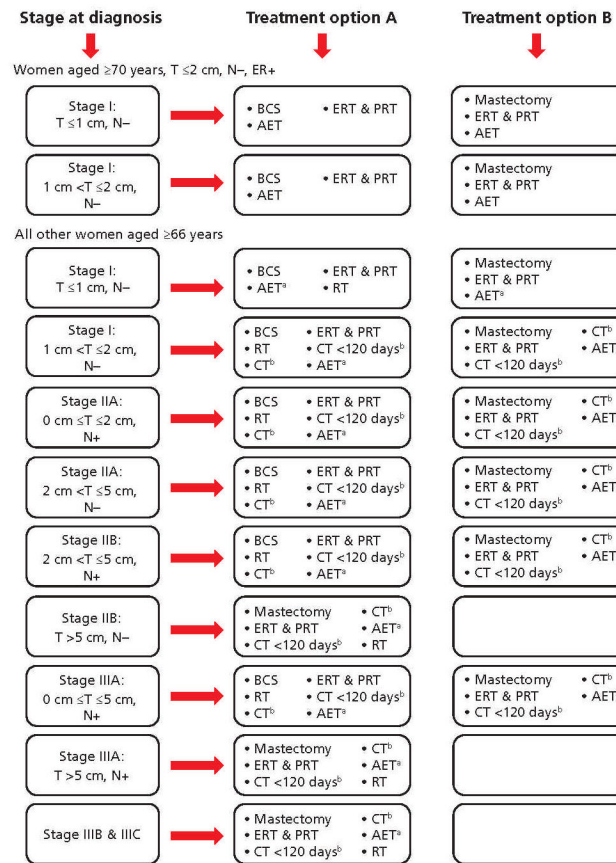 Stage at diagnosis
Treatment option A
Treatment option B
Women aged ≥70 years, T ≤2 cm, N–, ER+
Stage I:
T ≤1 cm, N–
• BCS • ERT & PRT
• AET
• Mastectomy
• ERT & PRT
• AET
Stage I:
1 cm <T ≤2 cm,
N–
• BCS • ERT & PRT
• AET
• Mastectomy
• ERT & PRT
• AET
All other women aged ≥66 years
Stage I:
T ≤1 cm, N–
• BCS • ERT & PRT
• AETᵃ • RT
• Mastectomy
• ERT & PRT
• AETᵃ
Stage I:
1 cm <T ≤2 cm,
N–
• BCS • ERT & PRT
• RT • CT <120 daysᵇ
• CTᵇ • AETᵃ
• Mastectomy • CTᵇ
• ERT & PRT • AET
• CT <120 daysᵇ
Stage IIA:
0 cm ≤T ≤2 cm,
N+
• BCS • ERT & PRT
• RT • CT <120 daysᵇ
• CTᵇ • AETᵃ
• Mastectomy • CTᵇ
• ERT & PRT • AET
• CT <120 daysᵇ
Stage IIA:
2 cm <T ≤5 cm,
N–
• BCS • ERT & PRT
• RT • CT <120 daysᵇ
• CTᵇ • AETᵃ
• Mastectomy • CTᵇ
• ERT & PRT • AET
• CT <120 daysᵇ
Stage IIB:
2 cm <T ≤5 cm,
N+
• BCS • ERT & PRT
• RT • CT <120 daysᵇ
• CTᵇ • AETᵃ
• Mastectomy • CTᵇ
• ERT & PRT • AET
• CT <120 daysᵇ
Stage IIB:
T >5 cm, N–
• Mastectomy • CTᵇ
• ERT & PRT • AETᵃ
• CT <120 daysᵇ • RT
Stage IIIA:
0 cm ≤T ≤5 cm,
N+
• BCS • ERT & PRT
• RT • CT <120 daysᵇ
• CTᵇ • AETᵃ
• Mastectomy • CTᵇ
• ERT & PRT • AET
• CT <120 daysᵇ
Stage IIIA:
T >5 cm, N+
• Mastectomy • CTᵇ
• ERT & PRT • AETᵃ
• CT <120 daysᵇ • RT
Stage IIIB & IIIC
• Mastectomy • CTᵇ
• ERT & PRT • AETᵃ
• CT <120 daysᵇ • RT